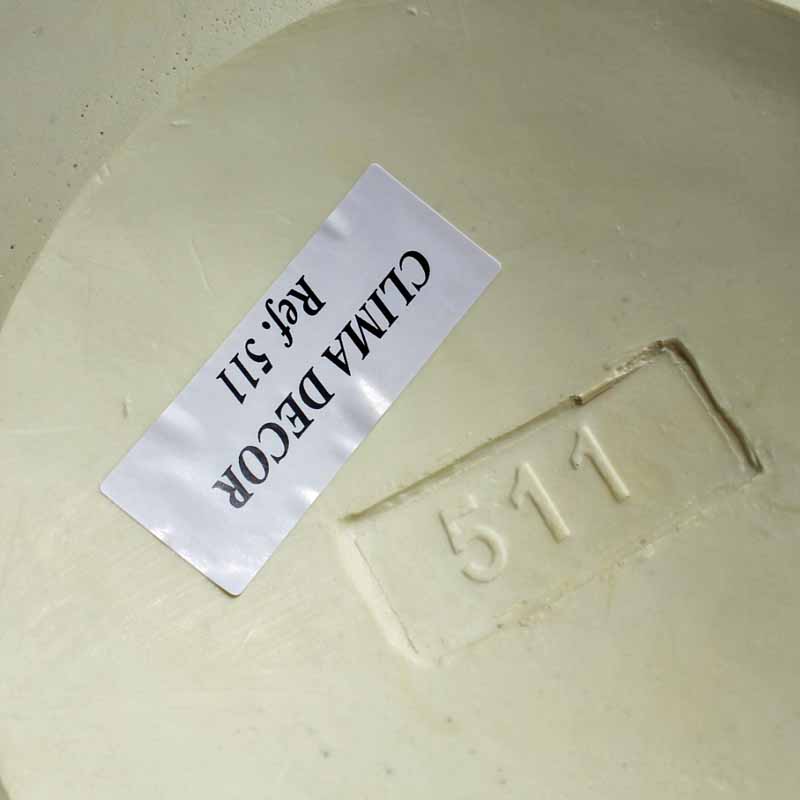 CLIMA DECOR
Ref. 511
511